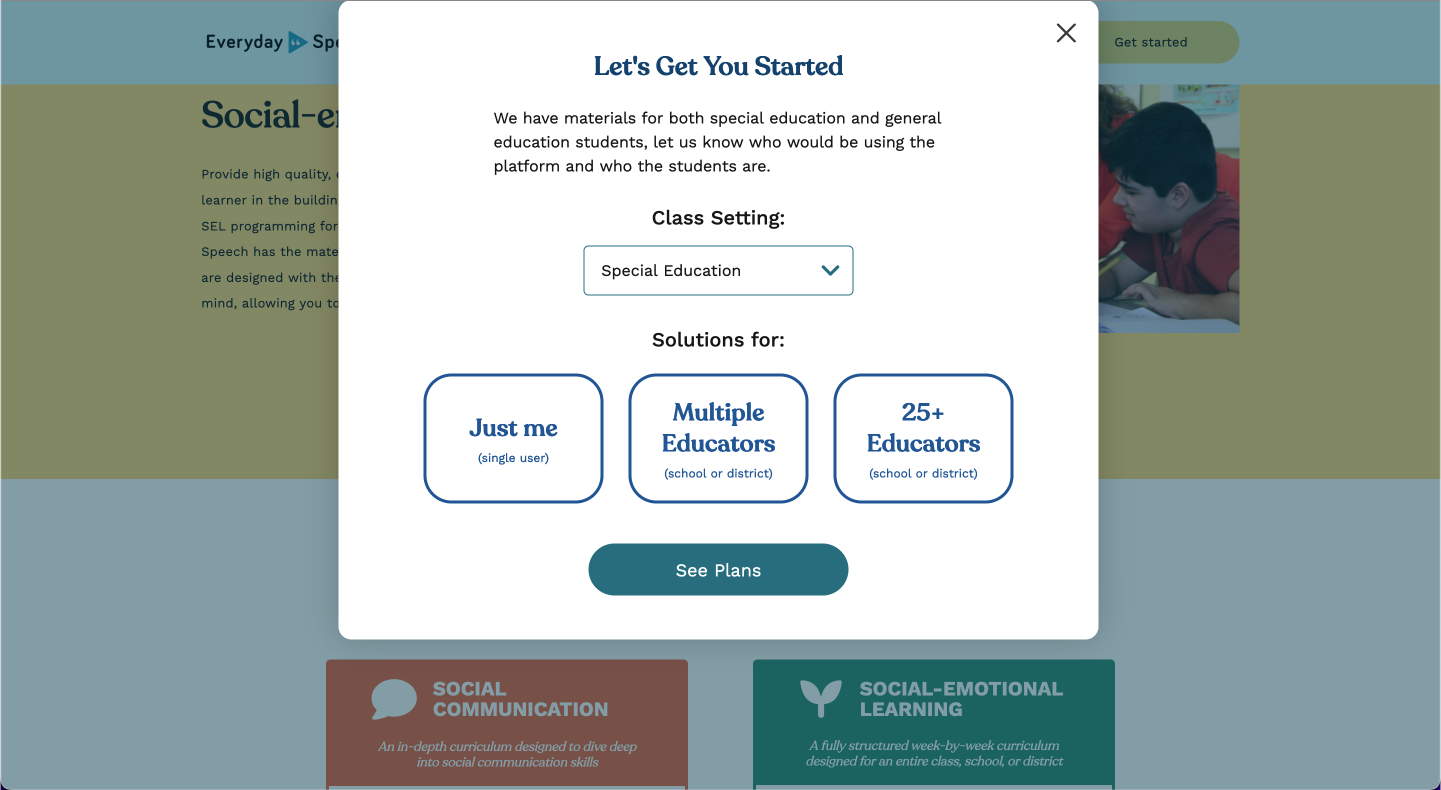 Everyday Spe
Get started
Let's Get You Started
We have materials for both special education and general
education students, let us know who would be using the
platform and who the students are.
Class Setting:
Special Education
Solutions for:
Just me
(single user)
Multiple
Educators
(school or district)
25+
Educators
(school or district)
See Plans
Social-e
Provide high quality,
learner in the buildin
SEL programming for
Speech has the mate
are designed with the
mind, allowing you to
SOCIAL
COMMUNICATION
An in-depth curriculum designed to dive deep
into social communication skills
SOCIAL-EMOTIONAL
LEARNING
A fully structured week-by-week curriculum
designed for an entire class, school, or district